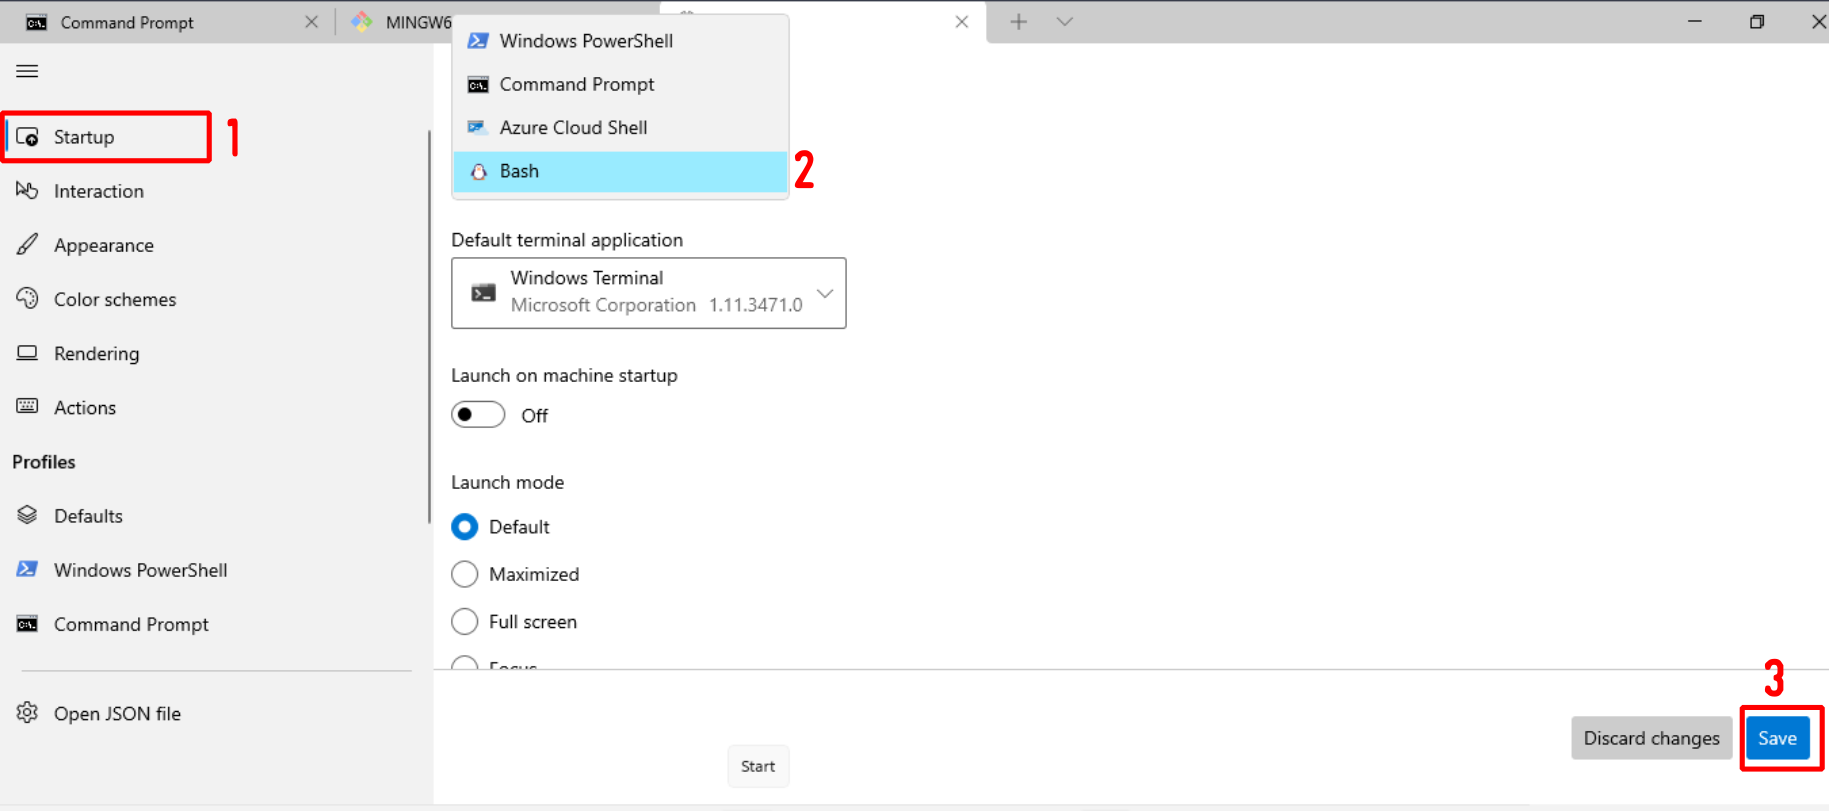 Command Prompt
MINGW6
Windows PowerShell
Command Prompt
Azure Cloud Shell
Bash
2
Startup
1
Interaction
Appearance
Color schemes
Rendering
Actions
Profiles
Defaults
Windows PowerShell
Command Prompt
Open JSON file
Default terminal application
Windows Terminal
Microsoft Corporation 1.11.3471.0
Launch on machine startup
Off
Launch mode
Default
Maximized
Full screen
Focus
3
Discard changes
Save
Start